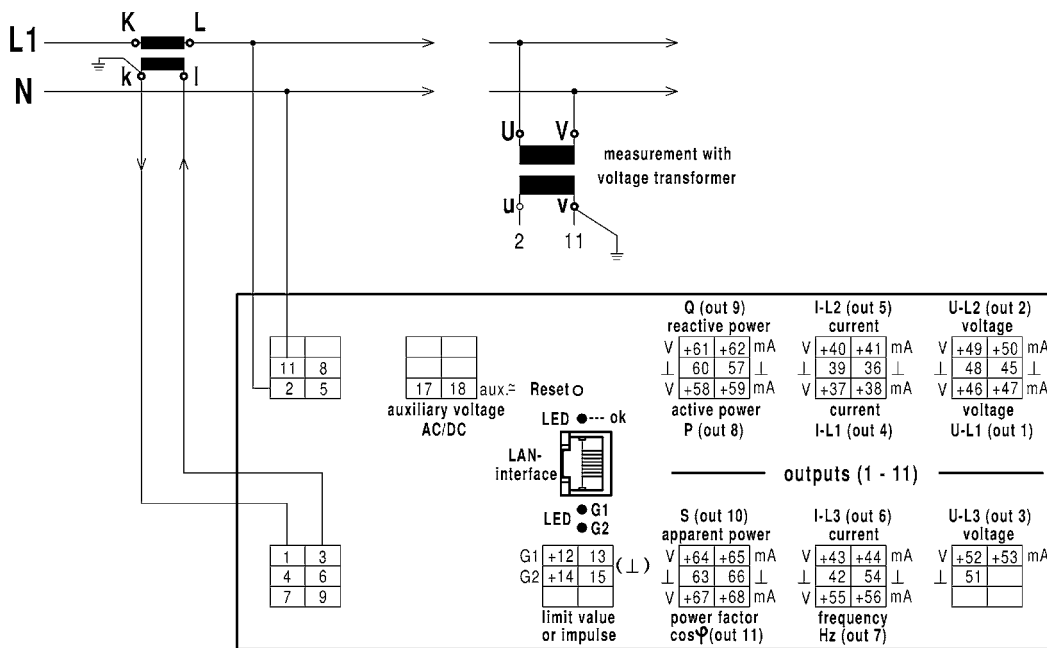 K L
L1
k l
N
U V
measurement with
voltage transformer
u v
2 11
11 8
2 5
17 18 aux.≂
auxiliary voltage
AC/DC
Reset
LED --- ok
LAN-
interface
LED G1
G2
Q (out 9)
reactive power
V +61 +62 mA
⊥ 60 57 ⊥
V +58 +59 mA
active power
P (out 8)
I-L2 (out 5)
current
V +40 +41 mA
⊥ 39 36 ⊥
V +37 +38 mA
current
I-L1 (out 4)
U-L2 (out 2)
voltage
V +49 +50 mA
⊥ 48 45 ⊥
V +46 +47 mA
voltage
U-L1 (out 1)
outputs (1 - 11)
1 3
4 6
7 9
G1 +12 13 (⊥)
G2 +14 15
limit value
or impulse
S (out 10)
apparent power
V +64 +65 mA
⊥ 63 66 ⊥
V +67 +68 mA
power factor
cosφ(out 11)
I-L3 (out 6)
current
V +43 +44 mA
⊥ 42 54 ⊥
V +55 +56 mA
frequency
Hz (out 7)
U-L3 (out 3)
voltage
V +52 +53 mA
⊥ 51